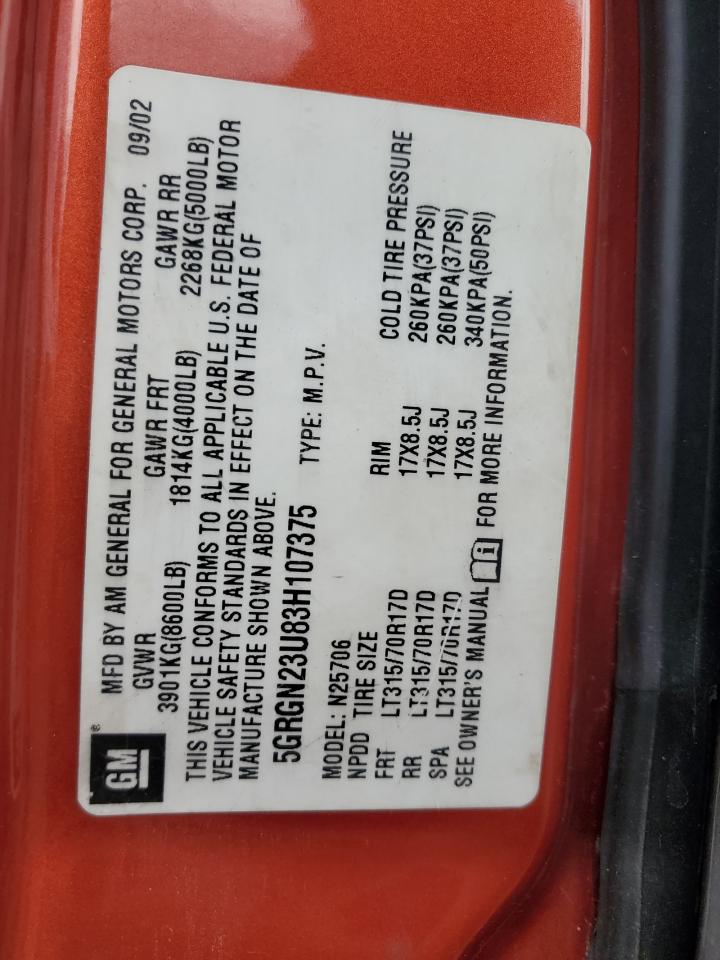 GM®
MFD BY AM GENERAL FOR GENERAL MOTORS CORP. 09/02
GVWR GAWR FRT GAWR RR
3901KG(8600LB) 1814KG(4000LB) 2268KG(5000LB)
THIS VEHICLE CONFORMS TO ALL APPLICABLE U.S. FEDERAL MOTOR
VEHICLE SAFETY STANDARDS IN EFFECT ON THE DATE OF
MANUFACTURE SHOWN ABOVE.
5GRGN23U83H107375 TYPE: M.P.V.
MODEL: N25706
NPDD TIRE SIZE RIM COLD TIRE PRESSURE
FRT LT315/70R17D 17X8.5J 260KPA(37PSI)
RR LT315/70R17D 17X8.5J 260KPA(37PSI)
SPA LT315/70R17D 17X8.5J 340KPA(50PSI)
SEE OWNER'S MANUAL i FOR MORE INFORMATION.